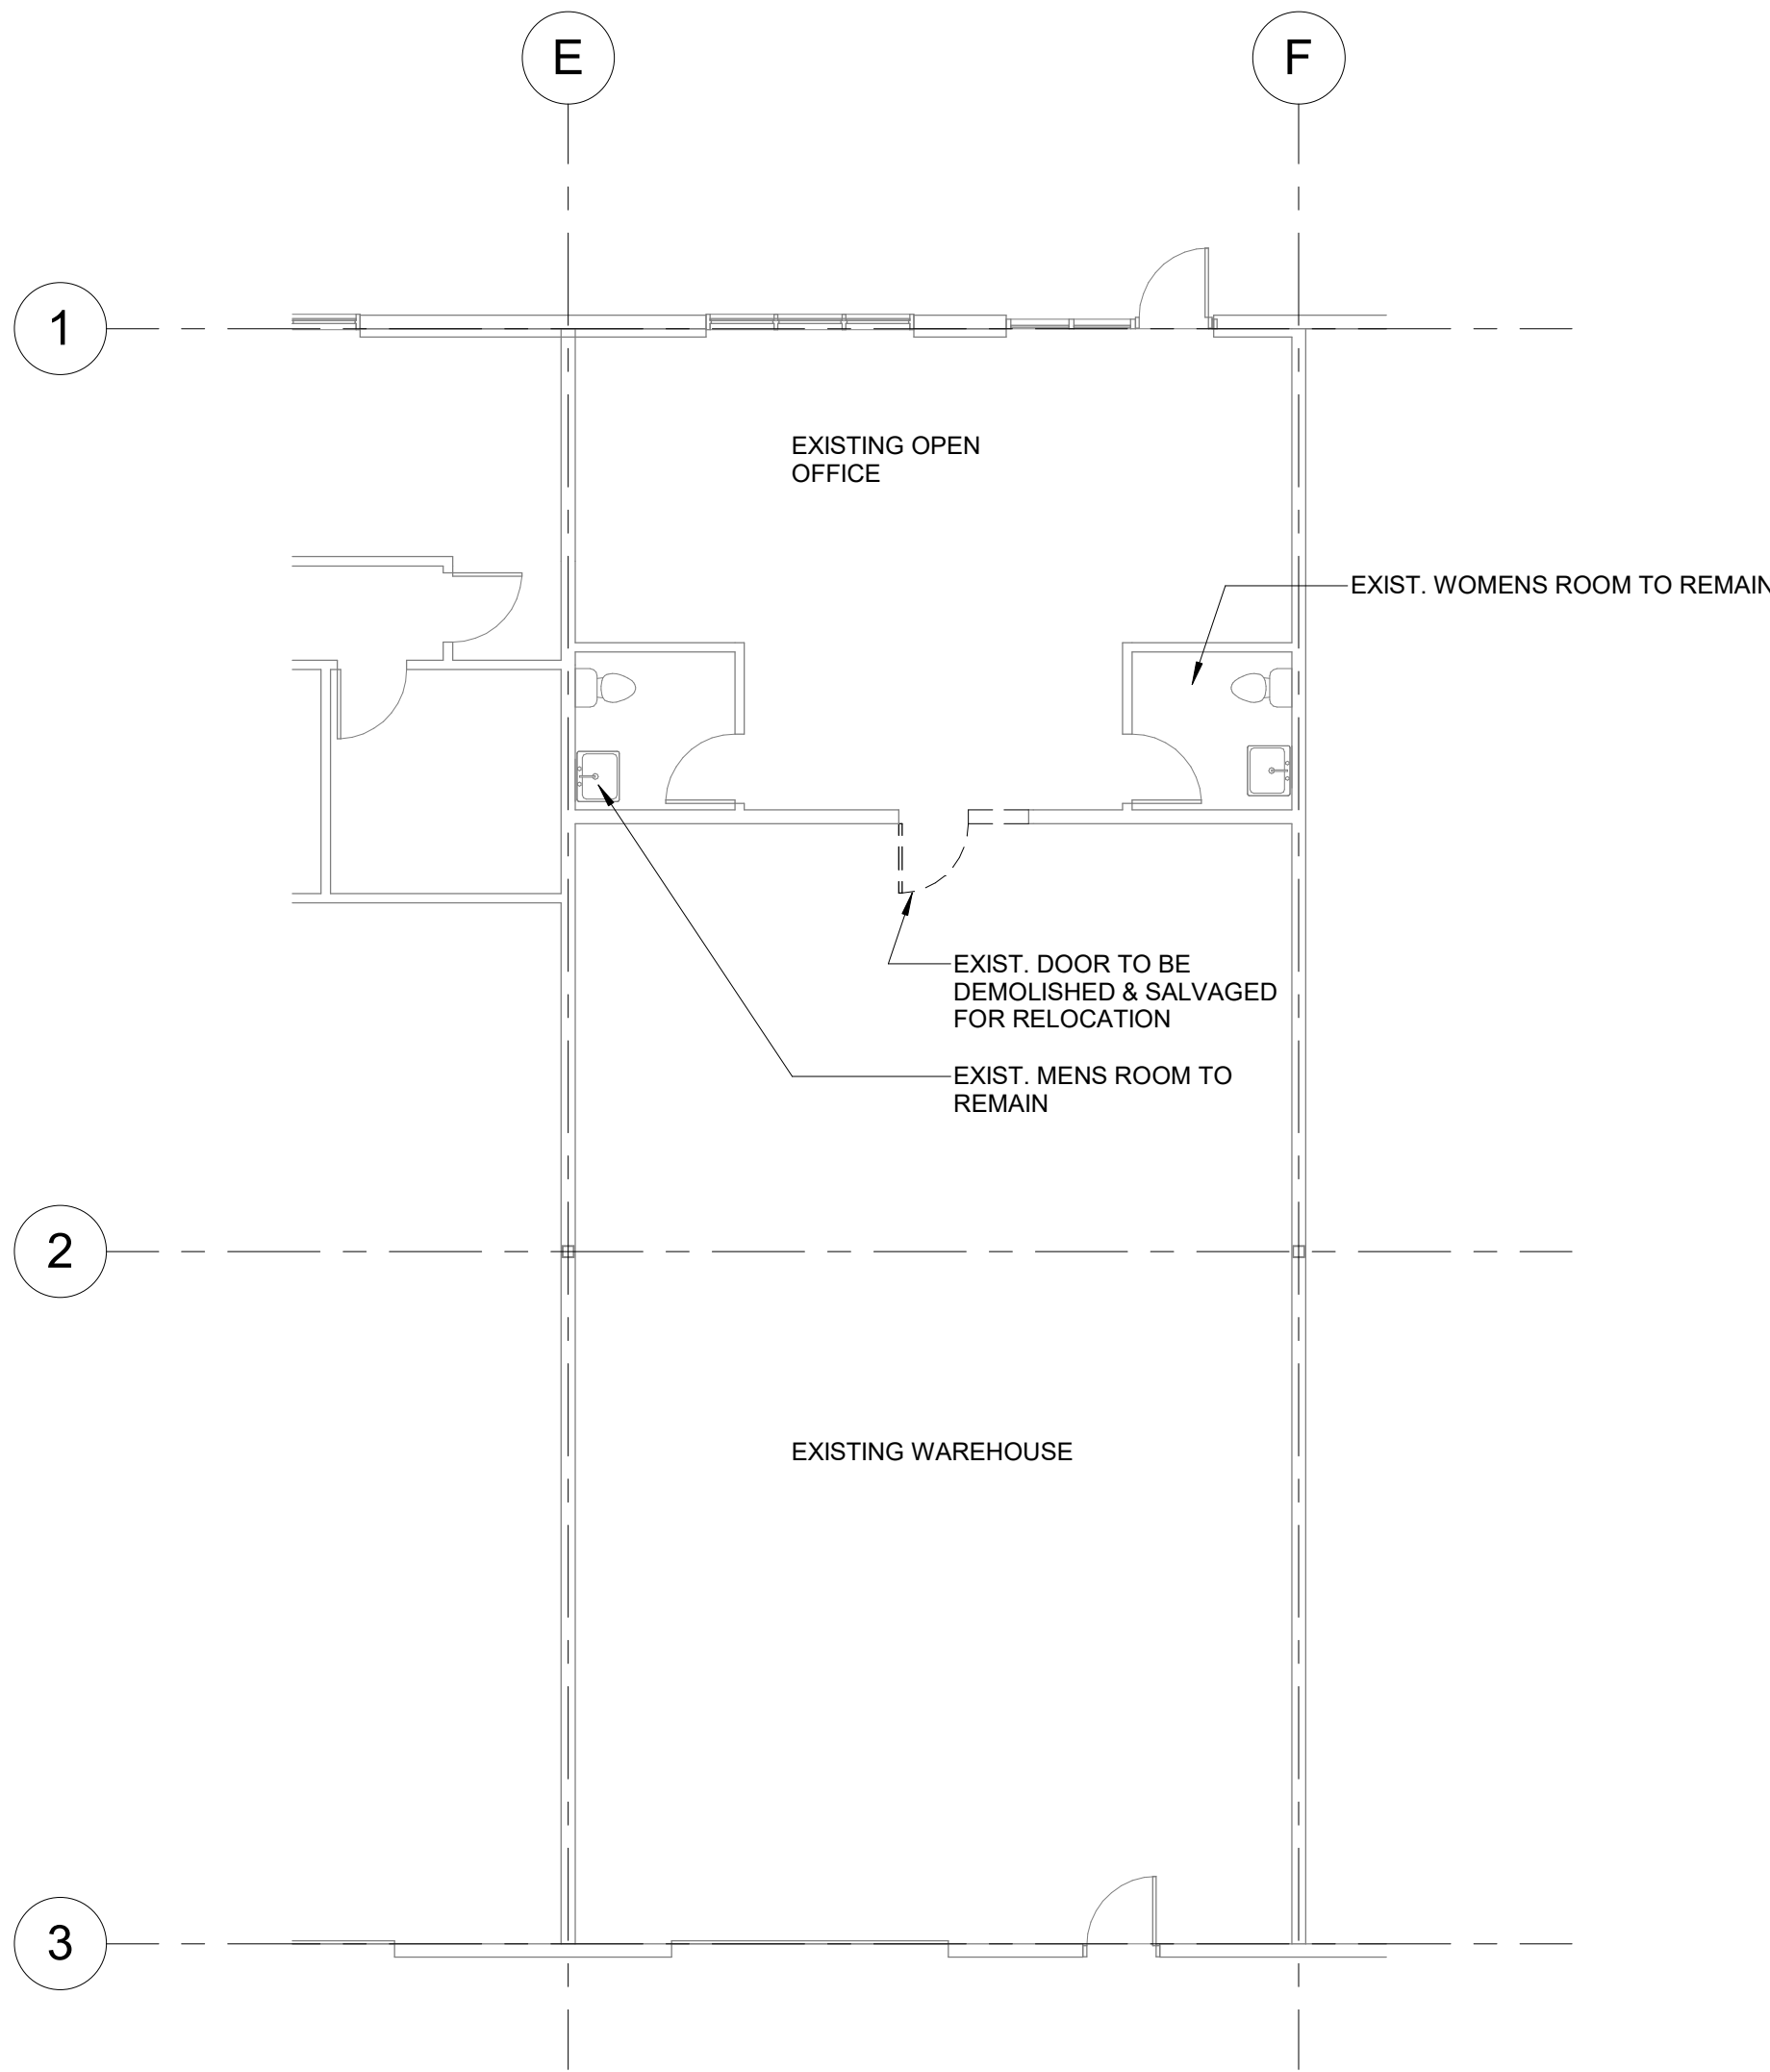 E
F
1
EXISTING OPEN
OFFICE
EXIST. WOMENS ROOM TO REMAIN
EXIST. DOOR TO BE
DEMOLISHED & SALVAGED
FOR RELOCATION
EXIST. MENS ROOM TO
REMAIN
2
EXISTING WAREHOUSE
3